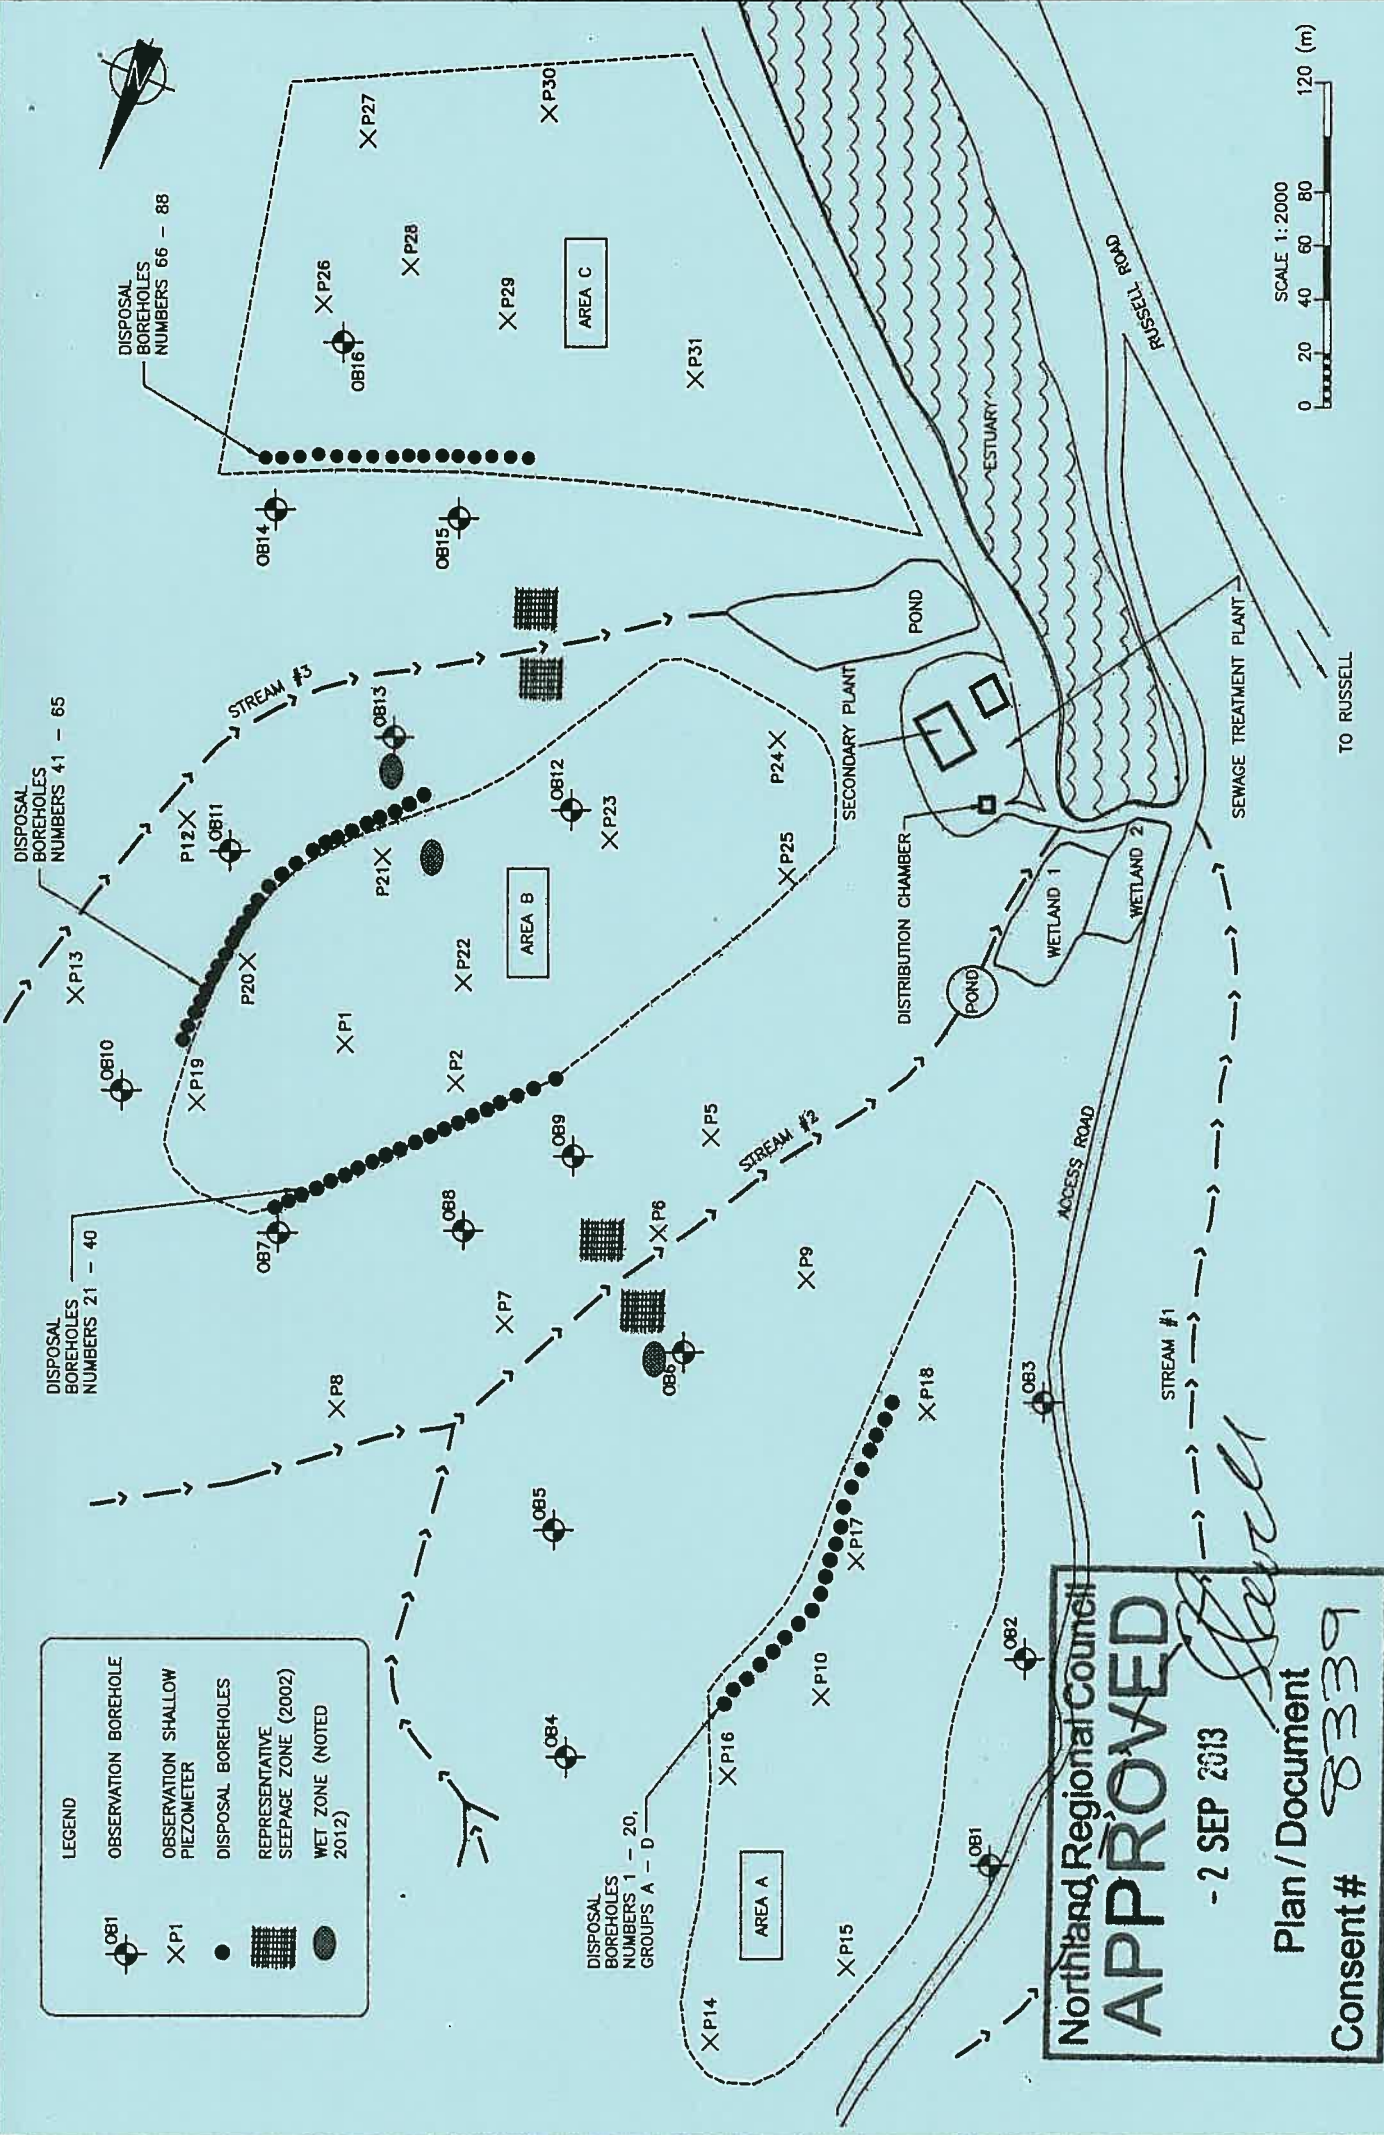 LEGEND
OB1
OBSERVATION BOREHOLE
P1
OBSERVATION SHALLOW
PIEZOMETER
DISPOSAL BOREHOLES
REPRESENTATIVE
SEEPAGE ZONE (2002)
WET ZONE (NOTED
2012)
DISPOSAL
BOREHOLES
NUMBERS 21 - 40
DISPOSAL
BOREHOLES
NUMBERS 41 - 65
DISPOSAL
BOREHOLES
NUMBERS 66 - 88
DISPOSAL
BOREHOLES
NUMBERS 1 - 20,
GROUPS A - D
P13
P12
OB10
OB11
P19
P20
STREAM #3
OB7
P8
P1
P21
OB13
OB14
OB15
OB16
P26
P27
P28
P29
P30
P31
AREA C
OB8
P2
P22
AREA B
OB12
P23
P24
P25
P7
OB9
OB5
OB4
OB6
P6
P5
STREAM #2
P9
P14
P16
AREA A
P15
P10
P17
P18
OB1
OB2
OB3
ACCESS ROAD
STREAM #1
POND
POND
WETLAND 1
WETLAND 2
DISTRIBUTION CHAMBER
SECONDARY PLANT
SEWAGE TREATMENT PLANT
ESTUARY
RUSSELL ROAD
TO RUSSELL
SCALE 1:2000
0 20 40 60 80 120 (m)
Northland Regional Council
APPROVED
- 2 SEP 2013
Plan / Document
Consent # 8339